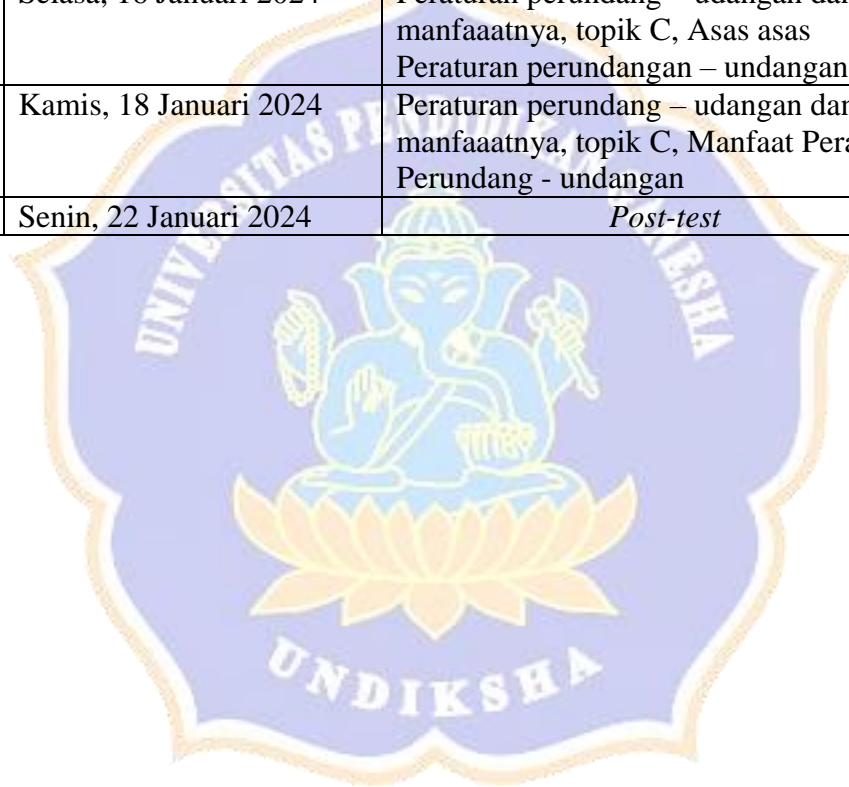 Selasa, 16 Januari 2024
Peraturan perundang – udangan dan
manfaaatnya, topik C, Asas asas
Peraturan perundangan – undangan
Kamis, 18 Januari 2024
Peraturan perundang – udangan dan
manfaaatnya, topik C, Manfaat Pera
Perundang - undangan
Senin, 22 Januari 2024
Post-test
UNIVERSITAS PENDIDIKAN GANESHA
UNDIKSHA